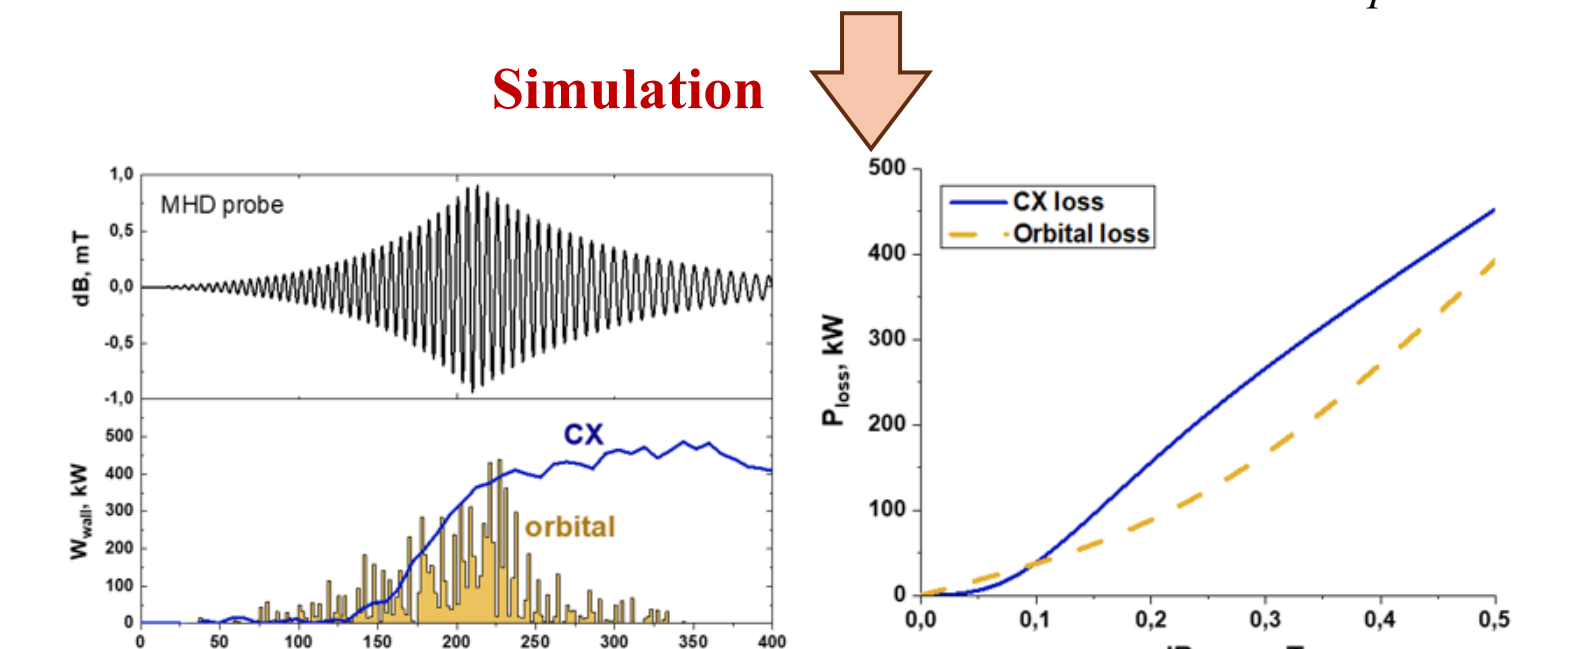 Simulation
1,0
0,5
0,0
-0,5
-1,0
dB, mT
MHD probe
500
400
300
200
100
0
W_wall, kW
CX
orbital
0 50 100 150 200 250 300 350 400
500
400
300
200
100
0
P_loss, kW
CX loss
Orbital loss
0,0 0,1 0,2 0,3 0,4 0,5